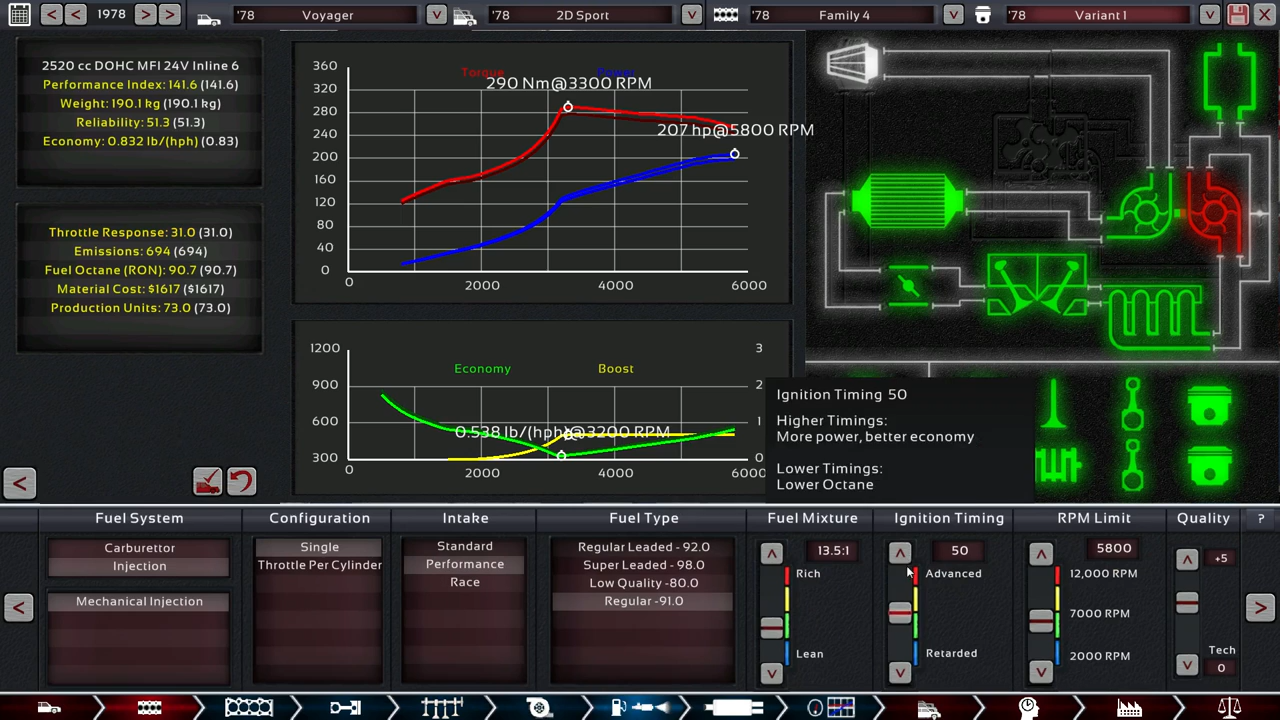 1978
'78 Voyager
'78 2D Sport
'78 Family 4
'78 Variant 1
2520 cc DOHC MFI 24V Inline 6
Performance Index: 141.6 (141.6)
Weight: 190.1 kg (190.1 kg)
Reliability: 51.3 (51.3)
Economy: 0.832 lb/(hph) (0.83)
Throttle Response: 31.0 (31.0)
Emissions: 694 (694)
Fuel Octane (RON): 90.7 (90.7)
Material Cost: $1617 ($1617)
Production Units: 73.0 (73.0)
360
320
280
240
200
160
120
80
40
0
0 2000 4000 6000
Torque
290 Nm@3300 RPM
207 hp@5800 RPM
1200
900
600
300
3
2
1
0
Economy Boost
0.538 lb/(hph)@3200 RPM
0 2000 4000 6000
Ignition Timing 50
Higher Timings:
More power, better economy
Lower Timings:
Lower Octane
Fuel System
Carburettor
Injection
Mechanical Injection
Configuration
Single
Throttle Per Cylinder
Intake
Standard
Performance
Race
Fuel Type
Regular Leaded - 92.0
Super Leaded - 98.0
Low Quality -80.0
Regular -91.0
Fuel Mixture
13.5:1
Rich
Lean
Ignition Timing
50
Advanced
Retarded
RPM Limit
5800
12,000 RPM
7000 RPM
2000 RPM
Quality
+5
Tech
0
?